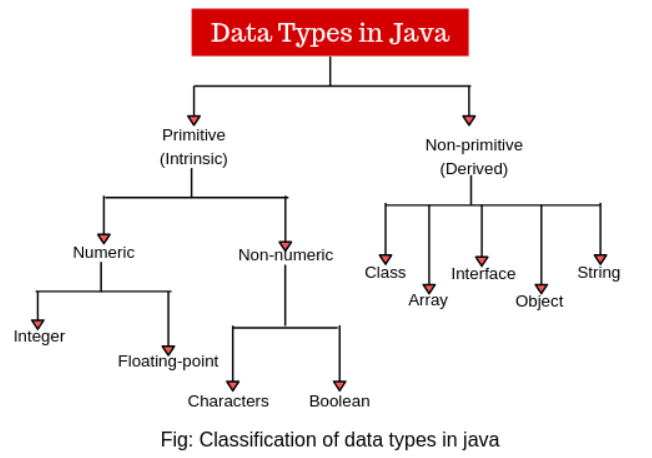 Data Types in Java
Primitive
(Intrinsic)
Non-primitive
(Derived)
Numeric
Non-numeric
Class
Array
Interface
Object
String
Integer
Floating-point
Characters
Boolean
Fig: Classification of data types in java